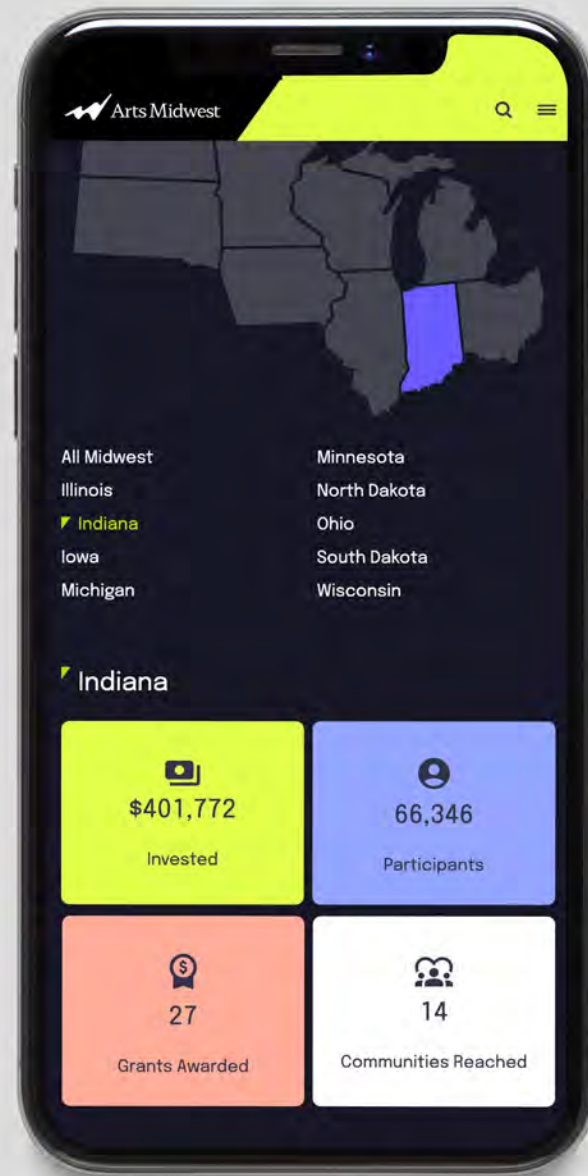 Arts Midwest
All Midwest
Illinois
Indiana
Iowa
Michigan
Minnesota
North Dakota
Ohio
South Dakota
Wisconsin
Indiana
$401,772
Invested
66,346
Participants
$
27
Grants Awarded
14
Communities Reached